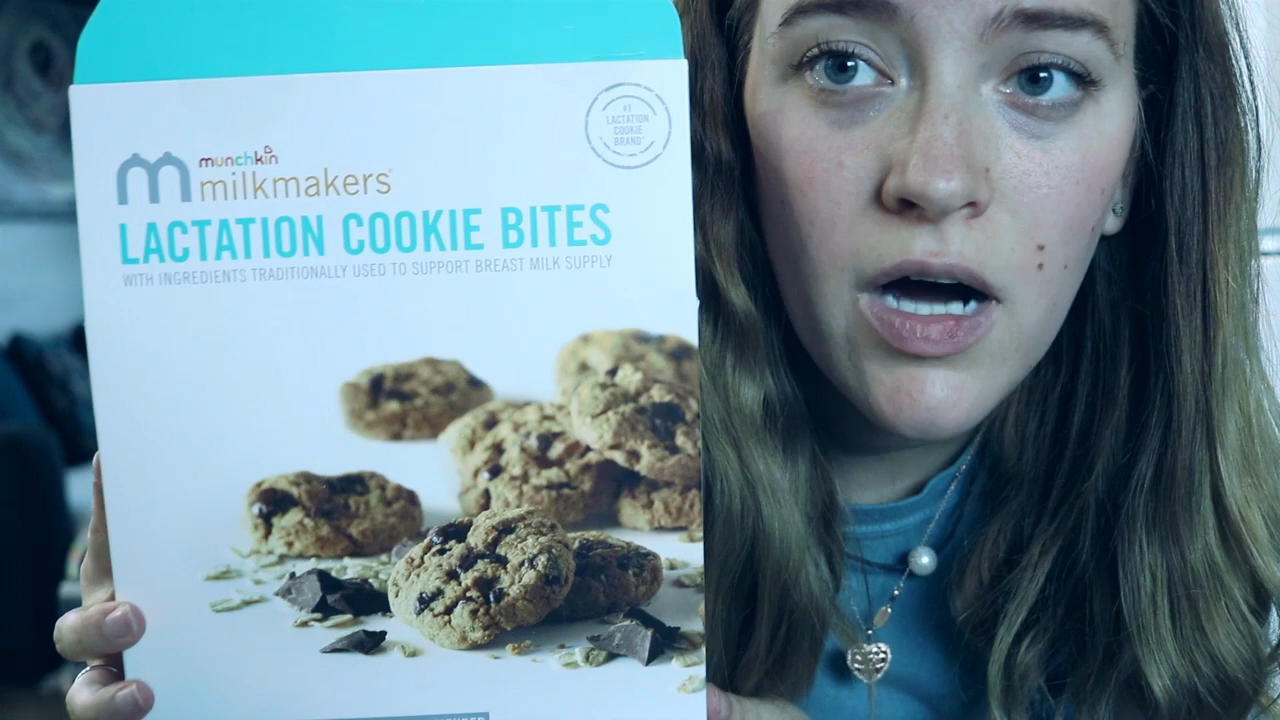 #1
LACTATION
COOKIE
BRAND
munchkin
milkmakers®
LACTATION COOKIE BITES
WITH INGREDIENTS TRADITIONALLY USED TO SUPPORT BREAST MILK SUPPLY